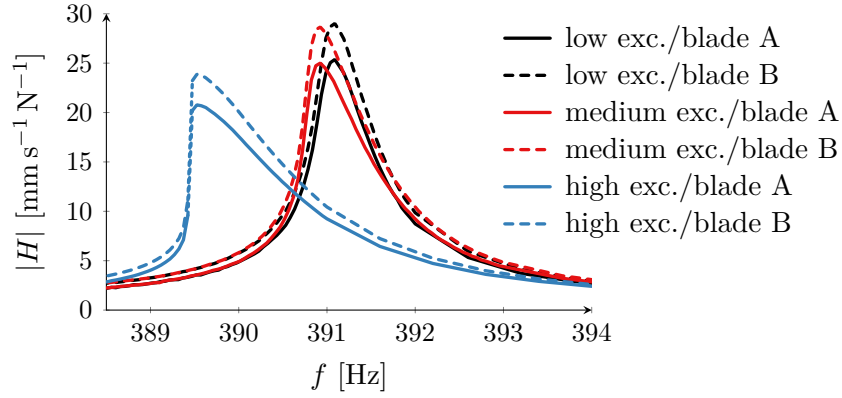 30
25
20
15
10
5
0
|H| [mm s⁻¹ N⁻¹]
389 390 391 392 393 394
f [Hz]
low exc./blade A
low exc./blade B
medium exc./blade A
medium exc./blade B
high exc./blade A
high exc./blade B